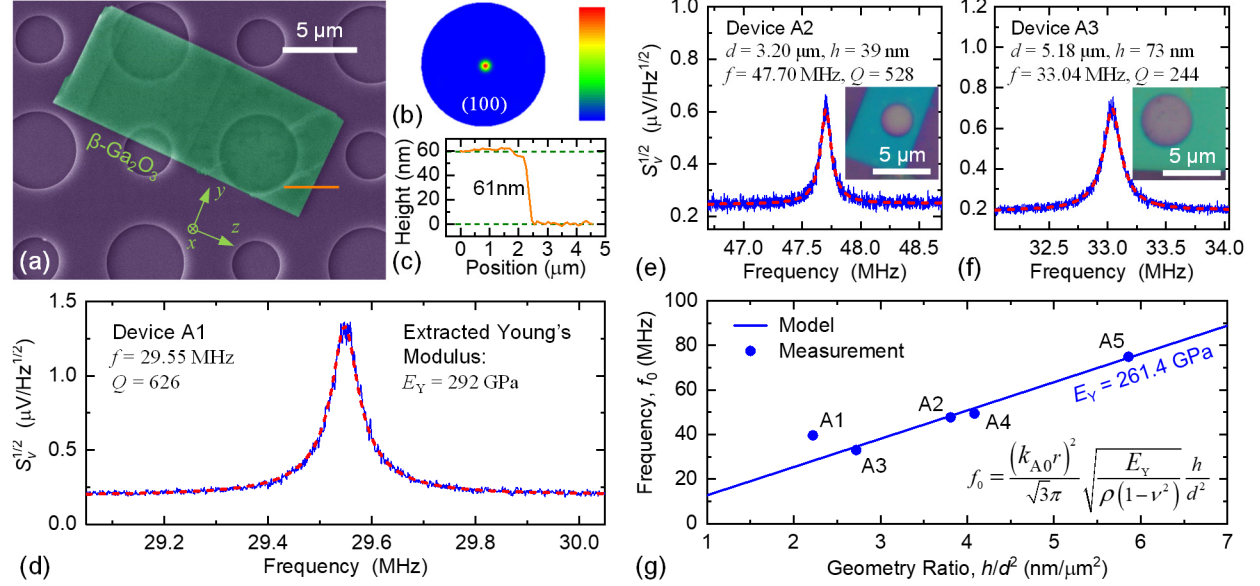 5 μm
β-Ga₂O₃
y
x
z
(a)
(100)
(b)
Height (nm)
60
40
20
0
61nm
0 1 2 3 4 5
Position (μm)
(c)
Device A2
d = 3.20 μm, h = 39 nm
f = 47.70 MHz, Q = 528
S_v^{1/2} (μV/Hz^{1/2})
0.8
0.6
0.4
0.2
5 μm
47.0 47.5 48.0 48.5
Frequency (MHz)
(e)
Device A3
d = 5.18 μm, h = 73 nm
f = 33.04 MHz, Q = 244
1.2
1.0
0.8
0.6
0.4
0.2
5 μm
32.5 33.0 33.5 34.0
Frequency (MHz)
(f)
Device A1
f = 29.55 MHz
Q = 626
Extracted Young's
Modulus:
E_Y = 292 GPa
S_v^{1/2} (μV/Hz^{1/2})
1.5
1.0
0.5
0.0
29.2 29.4 29.6 29.8 30.0
Frequency (MHz)
(d)
Model
Measurement
Frequency, f₀ (MHz)
100
80
60
40
20
0
A1
A2
A3
A4
A5
E_Y = 261.4 GPa
f₀ = (k_{A0}r)²/(√3π) √(E_Y/(ρ(1−ν²))) h/d²
1 2 3 4 5 6 7
Geometry Ratio, h/d² (nm/μm²)
(g)